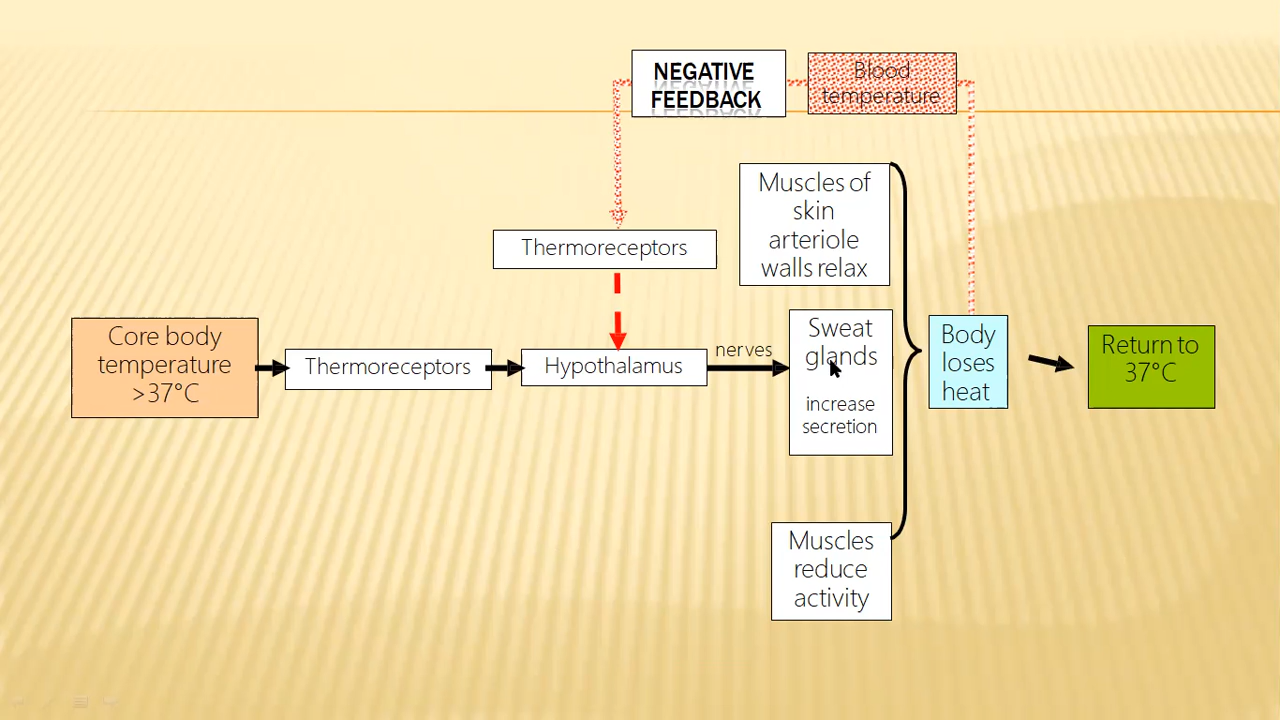 NEGATIVE
FEEDBACK
Blood
temperature
Muscles of
skin
arteriole
walls relax
Thermoreceptors
Core body
temperature
>37°C
Thermoreceptors
Hypothalamus
nerves
Sweat
glands
increase
secretion
Body
loses
heat
Return to
37°C
Muscles
reduce
activity